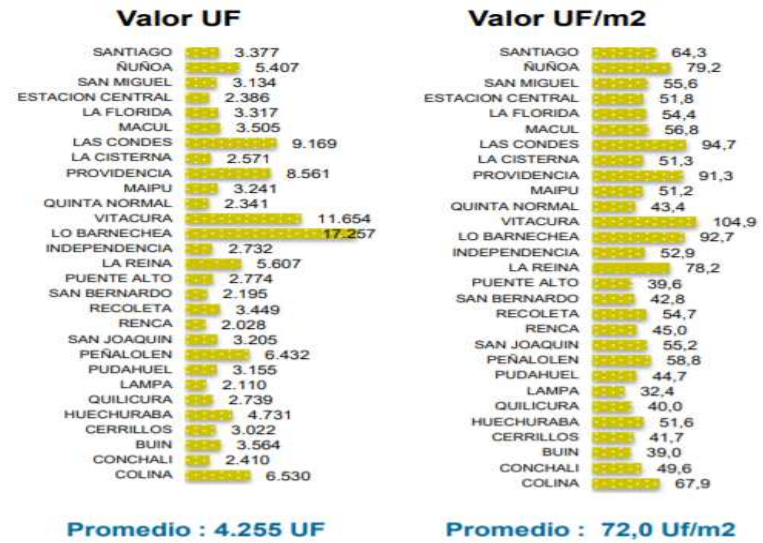 Valor UF
SANTIAGO 3.377
ÑUÑOA 5.407
SAN MIGUEL 3.134
ESTACION CENTRAL 2.386
LA FLORIDA 3.317
MACUL 3.505
LAS CONDES 9.169
LA CISTERNA 2.571
PROVIDENCIA 8.561
MAIPU 3.241
QUINTA NORMAL 2.341
VITACURA 11.654
LO BARNECHEA 17.257
INDEPENDENCIA 2.732
LA REINA 5.607
PUENTE ALTO 2.774
SAN BERNARDO 2.195
RECOLETA 3.449
RENCA 2.028
SAN JOAQUIN 3.205
PEÑALOLEN 6.432
PUDAHUEL 3.155
LAMPA 2.110
QUILICURA 2.739
HUECHURABA 4.731
CERRILLOS 3.022
BUIN 3.564
CONCHALI 2.410
COLINA 6.530
Promedio : 4.255 UF
Valor UF/m2
SANTIAGO 64,3
ÑUÑOA 79,2
SAN MIGUEL 55,6
ESTACION CENTRAL 51,8
LA FLORIDA 54,4
MACUL 56,8
LAS CONDES 94,7
LA CISTERNA 51,3
PROVIDENCIA 91,3
MAIPU 51,2
QUINTA NORMAL 43,4
VITACURA 104,9
LO BARNECHEA 92,7
INDEPENDENCIA 52,9
LA REINA 78,2
PUENTE ALTO 39,6
SAN BERNARDO 42,8
RECOLETA 54,7
RENCA 45,0
SAN JOAQUIN 55,2
PEÑALOLEN 58,8
PUDAHUEL 44,7
LAMPA 32,4
QUILICURA 40,0
HUECHURABA 51,6
CERRILLOS 41,7
BUIN 39,0
CONCHALI 49,6
COLINA 67,9
Promedio : 72,0 Uf/m2